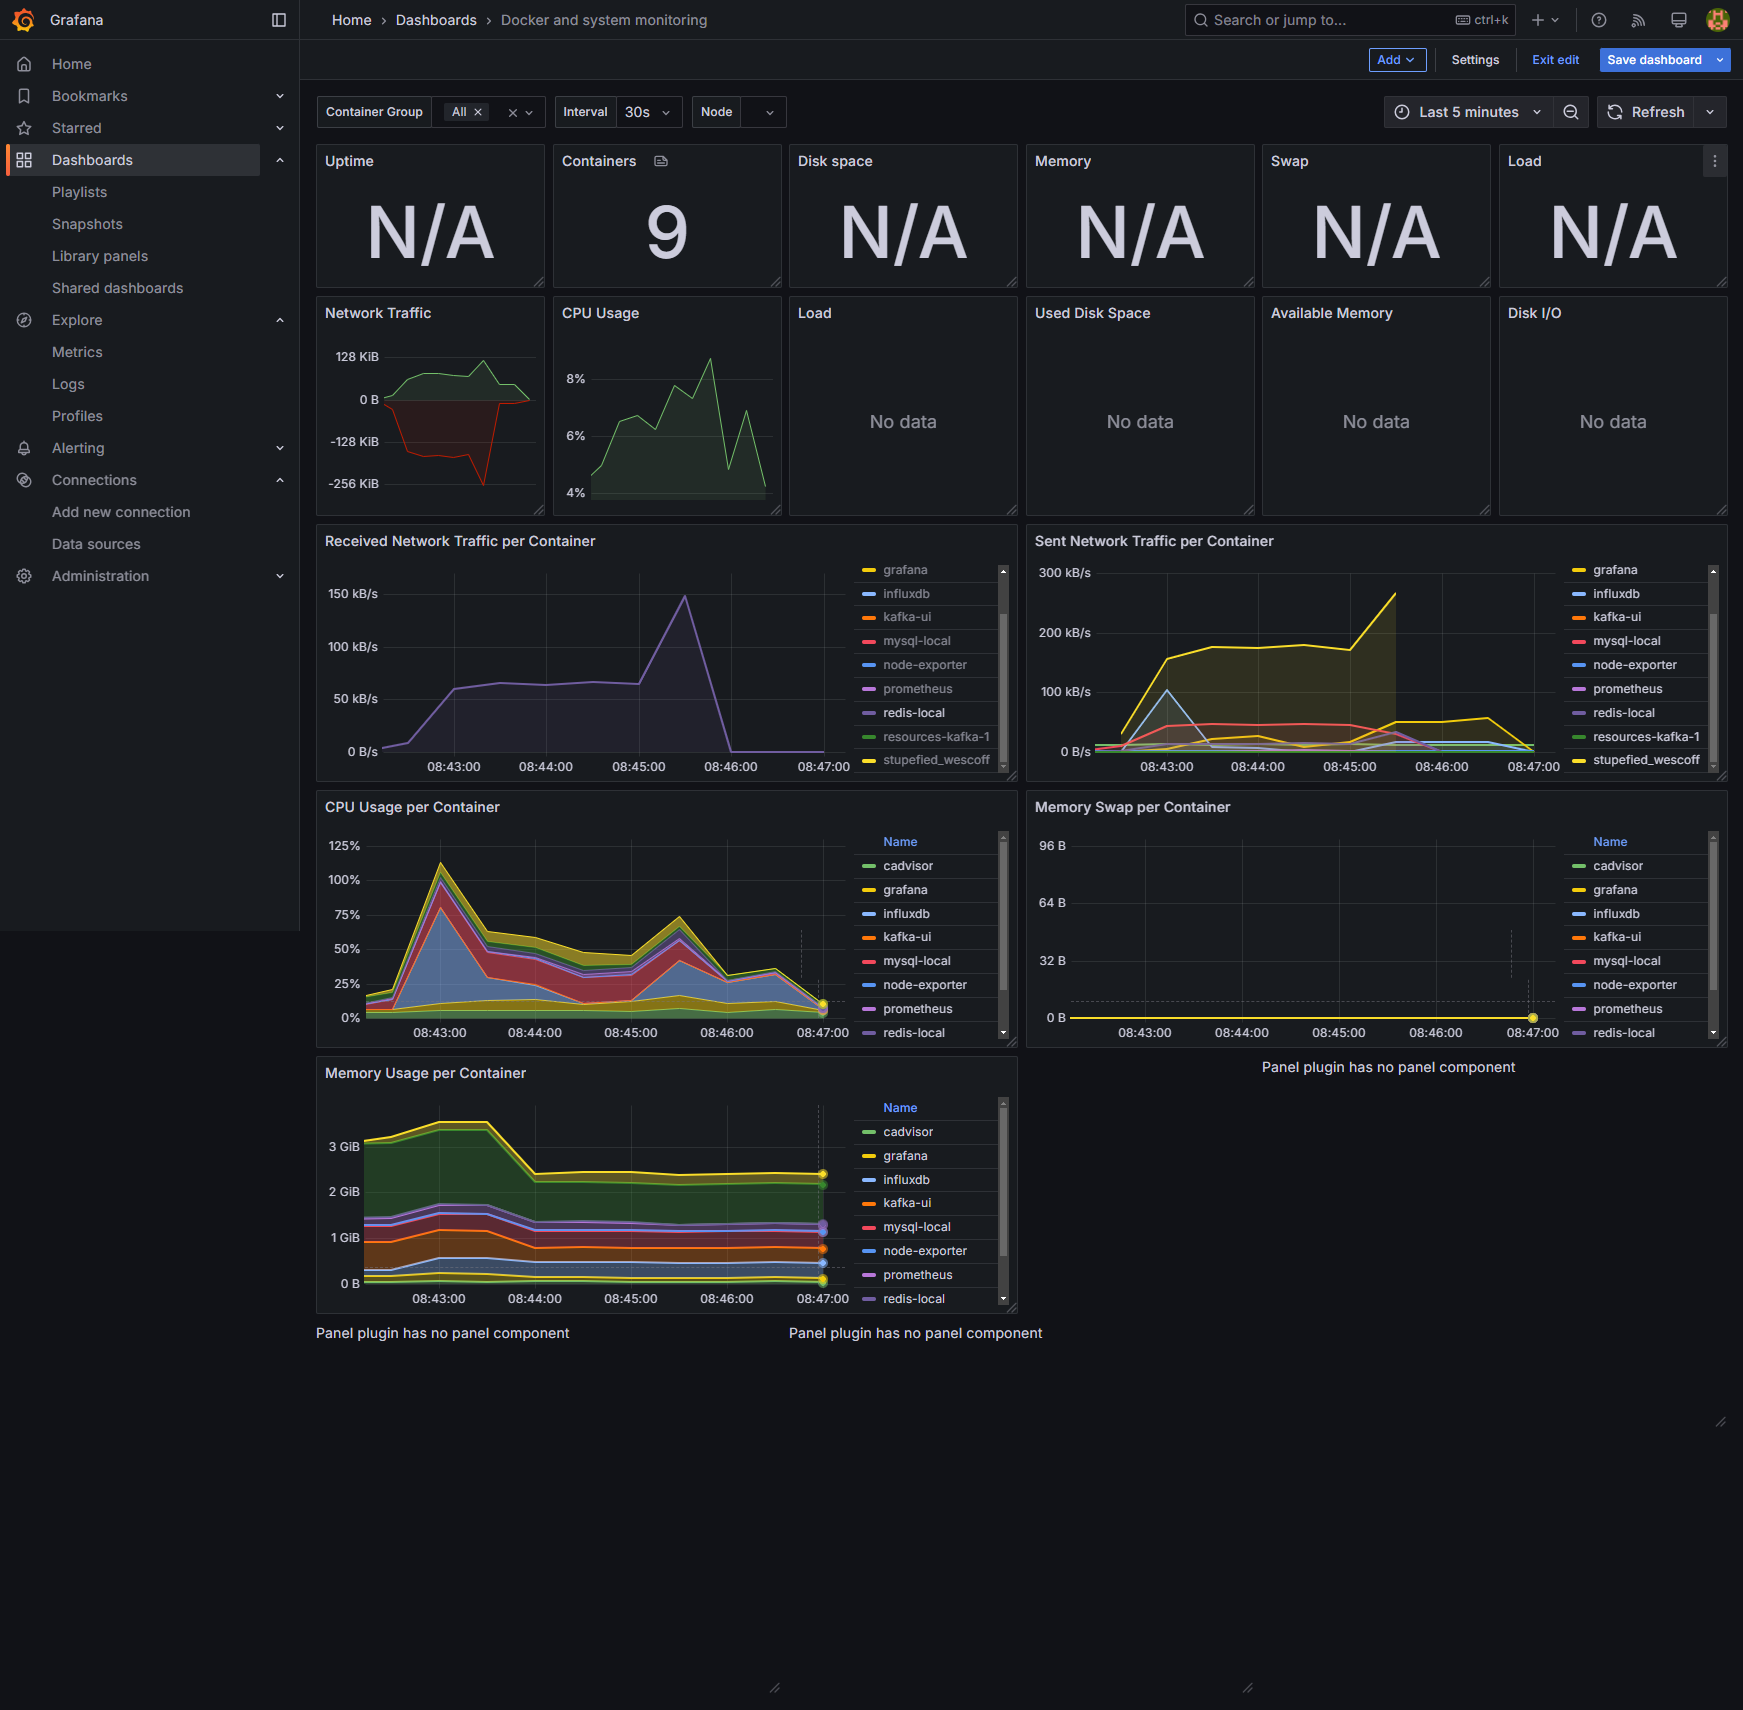 Grafana
Home › Dashboards › Docker and system monitoring
Search or jump to... ctrl+k
Add
Settings
Exit edit
Save dashboard
Home
Bookmarks
Starred
Dashboards
Playlists
Snapshots
Library panels
Shared dashboards
Explore
Metrics
Logs
Profiles
Alerting
Connections
Add new connection
Data sources
Administration
Container Group All
Interval 30s
Node
Last 5 minutes
Refresh
Uptime
N/A
Containers
9
Disk space
N/A
Memory
N/A
Swap
N/A
Load
N/A
Network Traffic
128 KiB
0 B
-128 KiB
-256 KiB
CPU Usage
8%
6%
4%
Load
No data
Used Disk Space
No data
Available Memory
No data
Disk I/O
No data
Received Network Traffic per Container
150 kB/s
100 kB/s
50 kB/s
0 B/s
08:43:00 08:44:00 08:45:00 08:46:00 08:47:00
grafana
influxdb
kafka-ui
mysql-local
node-exporter
prometheus
redis-local
resources-kafka-1
stupefied_wescoff
Sent Network Traffic per Container
300 kB/s
200 kB/s
100 kB/s
0 B/s
08:43:00 08:44:00 08:45:00 08:46:00 08:47:00
grafana
influxdb
kafka-ui
mysql-local
node-exporter
prometheus
redis-local
resources-kafka-1
stupefied_wescoff
CPU Usage per Container
125%
100%
75%
50%
25%
0%
08:43:00 08:44:00 08:45:00 08:46:00 08:47:00
Name
cadvisor
grafana
influxdb
kafka-ui
mysql-local
node-exporter
prometheus
redis-local
Memory Swap per Container
96 B
64 B
32 B
0 B
08:43:00 08:44:00 08:45:00 08:46:00 08:47:00
Name
cadvisor
grafana
influxdb
kafka-ui
mysql-local
node-exporter
prometheus
redis-local
Memory Usage per Container
3 GiB
2 GiB
1 GiB
0 B
08:43:00 08:44:00 08:45:00 08:46:00 08:47:00
Name
cadvisor
grafana
influxdb
kafka-ui
mysql-local
node-exporter
prometheus
redis-local
Panel plugin has no panel component
Panel plugin has no panel component
Panel plugin has no panel component